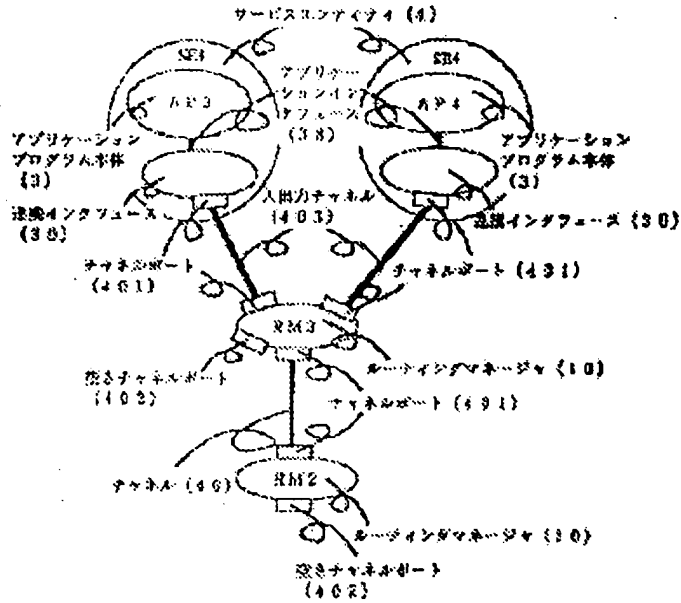 サービスエンティティ (4)
SE3
SE4
AP3
AP4
アプリケー
ションイン
タフェース
(38)
アプリケーション
プログラム本体
(3)
アプリケーション
プログラム本体
(3)
連携インタフェース
(30)
連携インタフェース (30)
入出力チャネル
(403)
チャネルポート
(401)
チャネルポート (401)
RM3
ルーティングマネージャ (10)
空きチャネルポート
(402)
チャネルポート (401)
チャネル (40)
RM2
ルーティングマネージャ (10)
空きチャネルポート
(402)